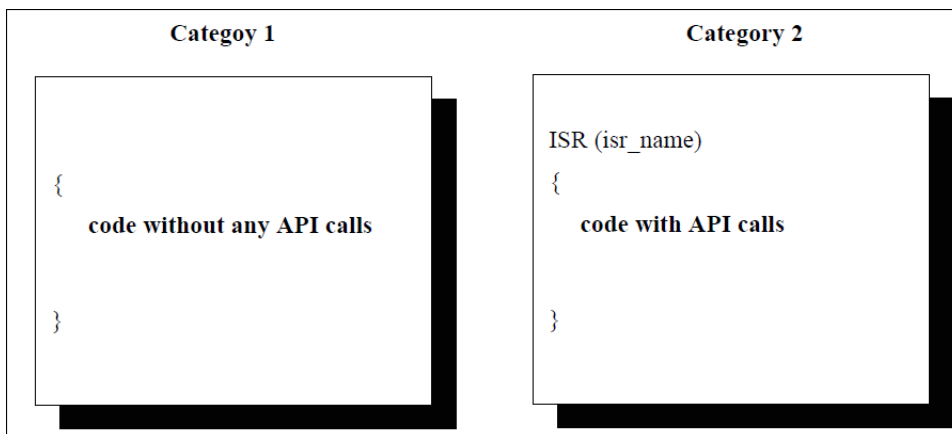 Categoy 1
{
code without any API calls
}
Category 2
ISR (isr_name)
{
code with API calls
}